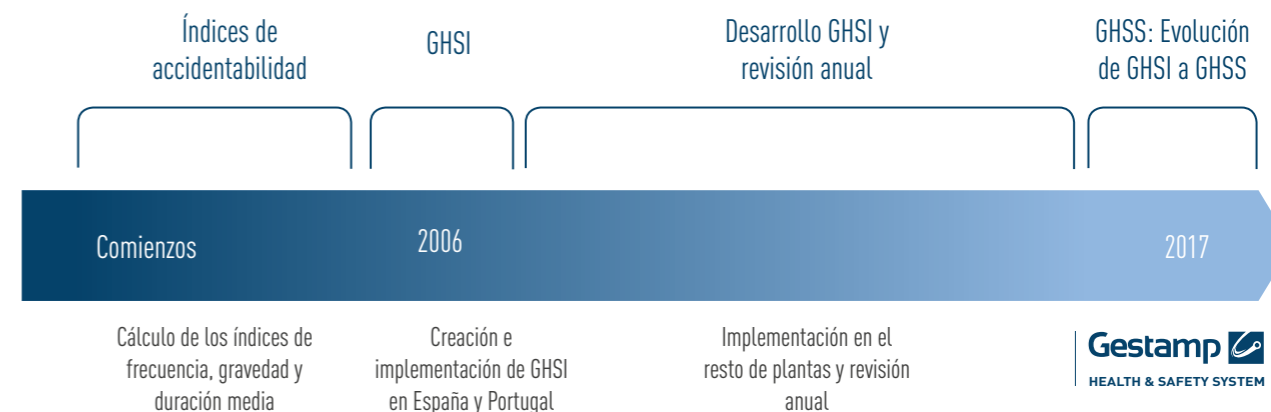 Índices de
accidentabilidad
GHSI
Desarrollo GHSI y
revisión anual
GHSS: Evolución
de GHSI a GHSS
Comienzos
2006
2017
Cálculo de los índices de
frecuencia, gravedad y
duración media
Creación e
implementación de GHSI
en España y Portugal
Implementación en el
resto de plantas y revisión
anual
Gestamp
HEALTH & SAFETY SYSTEM